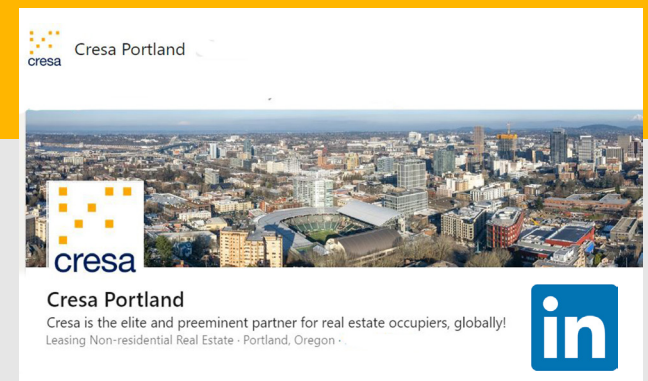 cresa
Cresa Portland
cresa
Cresa Portland
Cresa is the elite and preeminent partner for real estate occupiers, globally!
Leasing Non-residential Real Estate · Portland, Oregon ·
in